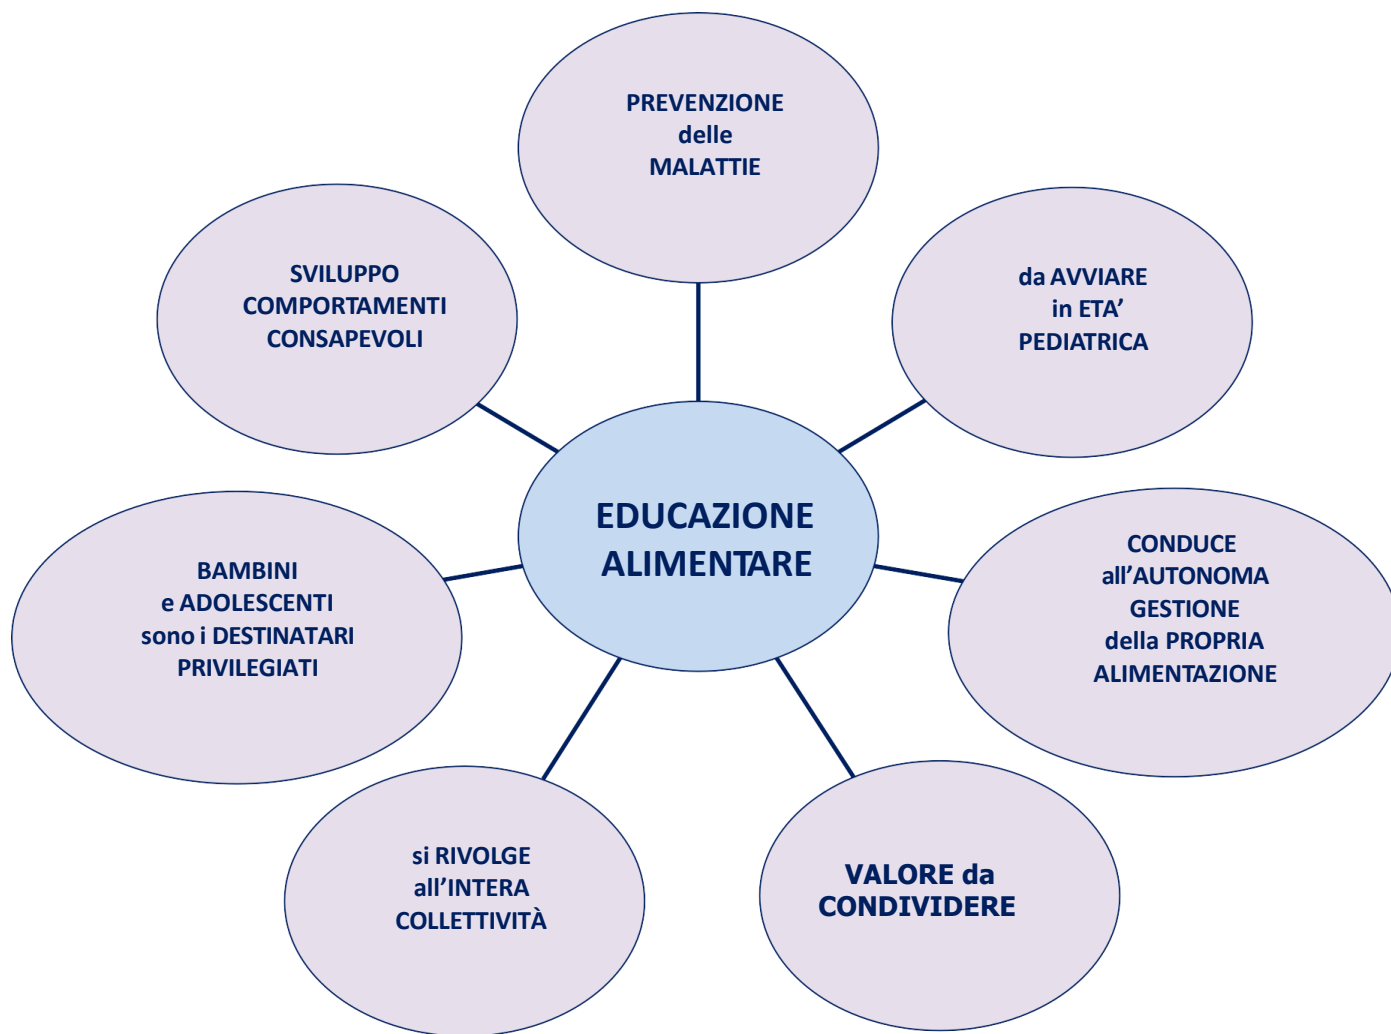 PREVENZIONE
delle
MALATTIE
da AVVIARE
in ETA’
PEDIATRICA
CONDUCE
all’AUTONOMA
GESTIONE
della PROPRIA
ALIMENTAZIONE
VALORE da
CONDIVIDERE
si RIVOLGE
all’INTERA
COLLETTIVITÀ
BAMBINI
e ADOLESCENTI
sono i DESTINATARI
PRIVILEGIATI
SVILUPPO
COMPORTAMENTI
CONSAPEVOLI
EDUCAZIONE
ALIMENTARE